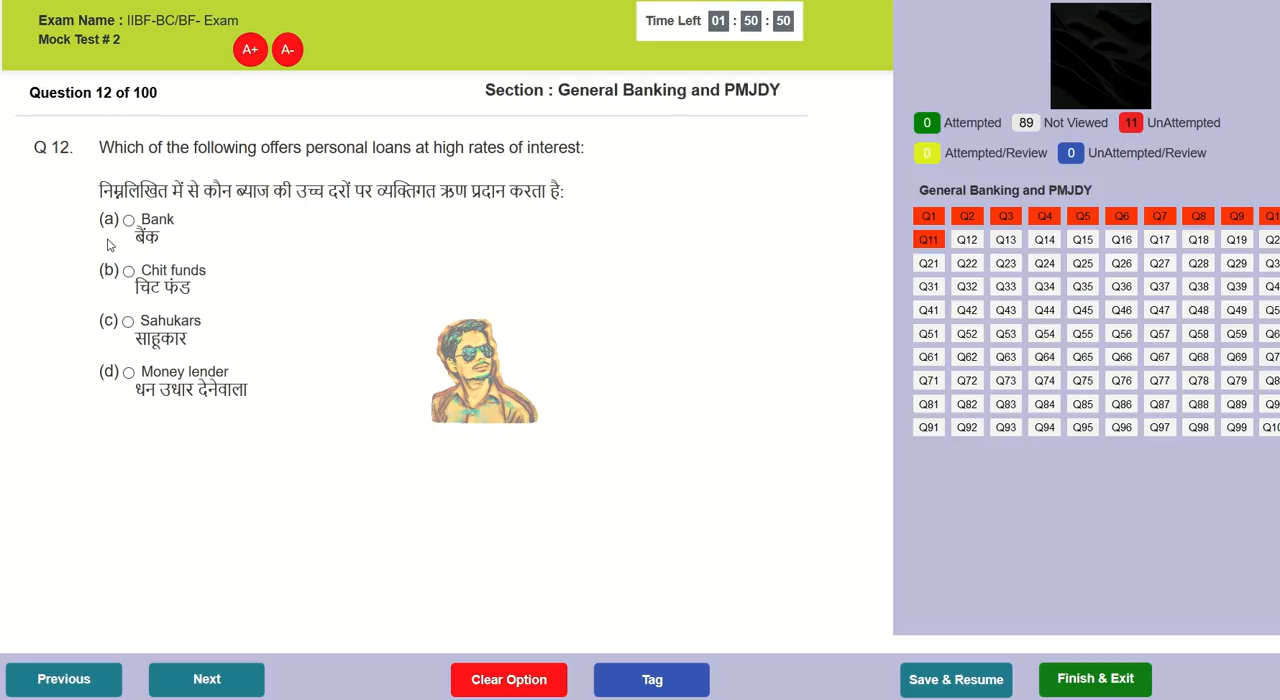 Exam Name : IIBF-BC/BF- Exam
Mock Test # 2
A+ A-
Time Left 01 : 50 : 50
Question 12 of 100
Section : General Banking and PMJDY
Q 12. Which of the following offers personal loans at high rates of interest:
निम्नलिखित में से कौन ब्याज की उच्च दरों पर व्यक्तिगत ऋण प्रदान करता है:
(a) Bank
बैंक
(b) Chit funds
चिट फंड
(c) Sahukars
साहूकार
(d) Money lender
धन उधार देनेवाला
0 Attempted 89 Not Viewed 11 UnAttempted
0 Attempted/Review 0 UnAttempted/Review
General Banking and PMJDY
Q1 Q2 Q3 Q4 Q5 Q6 Q7 Q8 Q9
Q11 Q12 Q13 Q14 Q15 Q16 Q17 Q18 Q19
Q21 Q22 Q23 Q24 Q25 Q26 Q27 Q28 Q29
Q31 Q32 Q33 Q34 Q35 Q36 Q37 Q38 Q39
Q41 Q42 Q43 Q44 Q45 Q46 Q47 Q48 Q49
Q51 Q52 Q53 Q54 Q55 Q56 Q57 Q58 Q59
Q61 Q62 Q63 Q64 Q65 Q66 Q67 Q68 Q69
Q71 Q72 Q73 Q74 Q75 Q76 Q77 Q78 Q79
Q81 Q82 Q83 Q84 Q85 Q86 Q87 Q88 Q89
Q91 Q92 Q93 Q94 Q95 Q96 Q97 Q98 Q99
Previous Next Clear Option Tag Save & Resume Finish & Exit